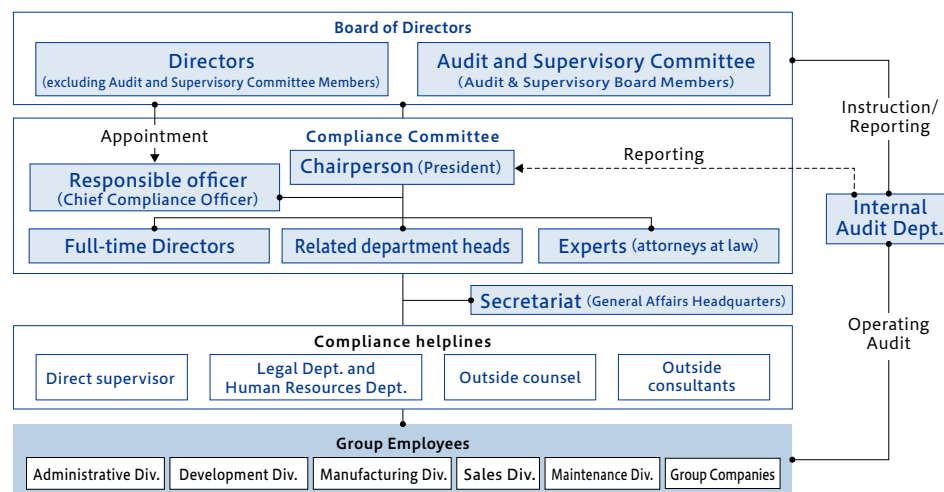 Board of Directors
Directors
(excluding Audit and Supervisory Committee Members)
Audit and Supervisory Committee
(Audit & Supervisory Board Members)
Instruction/
Reporting
Appointment
Compliance Committee
Chairperson (President)
Reporting
Responsible officer
(Chief Compliance Officer)
Internal
Audit Dept.
Full-time Directors
Related department heads
Experts (attorneys at law)
Secretariat (General Affairs Headquarters)
Operating
Audit
Compliance helplines
Direct supervisor
Legal Dept. and
Human Resources Dept.
Outside counsel
Outside
consultants
Group Employees
Administrative Div.
Development Div.
Manufacturing Div.
Sales Div.
Maintenance Div.
Group Companies